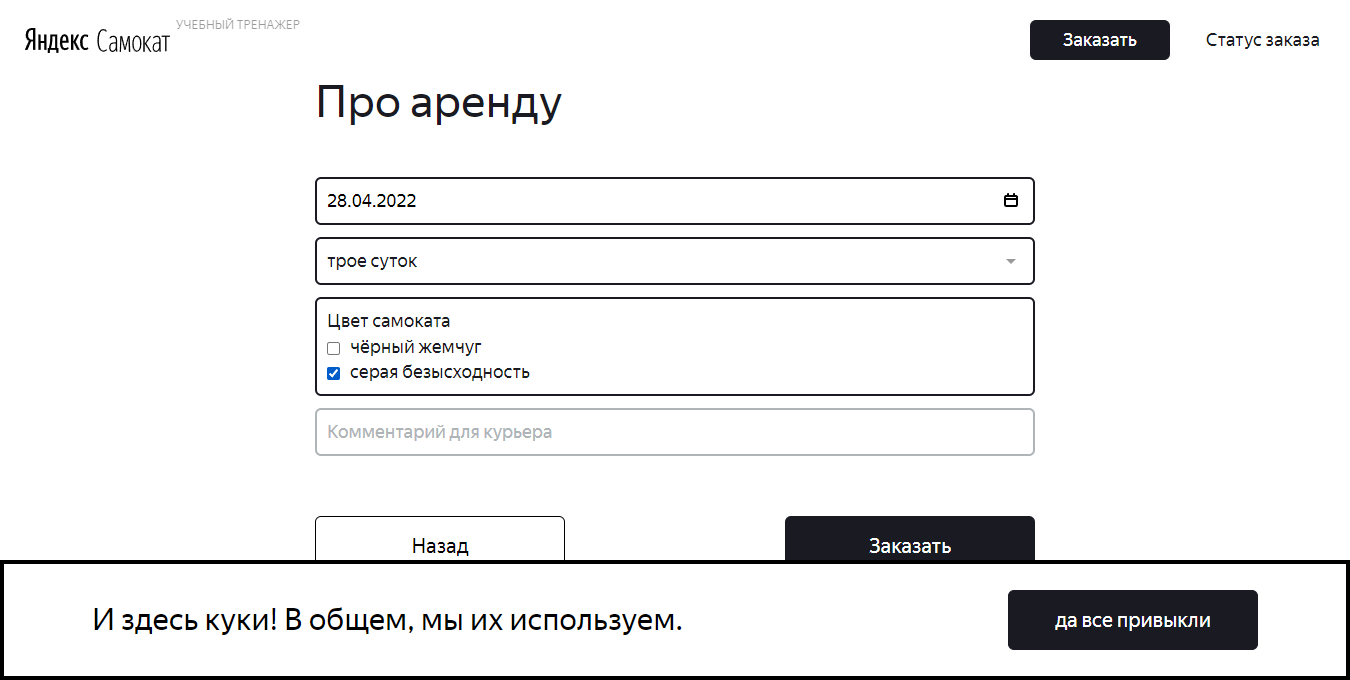 Яндекс Самокат
УЧЕБНЫЙ ТРЕНАЖЕР
Заказать
Статус заказа
Про аренду
28.04.2022
трое суток
Цвет самоката
чёрный жемчуг
серая безысходность
Комментарий для курьера
Назад
Заказать
И здесь куки! В общем, мы их используем.
да все привыкли